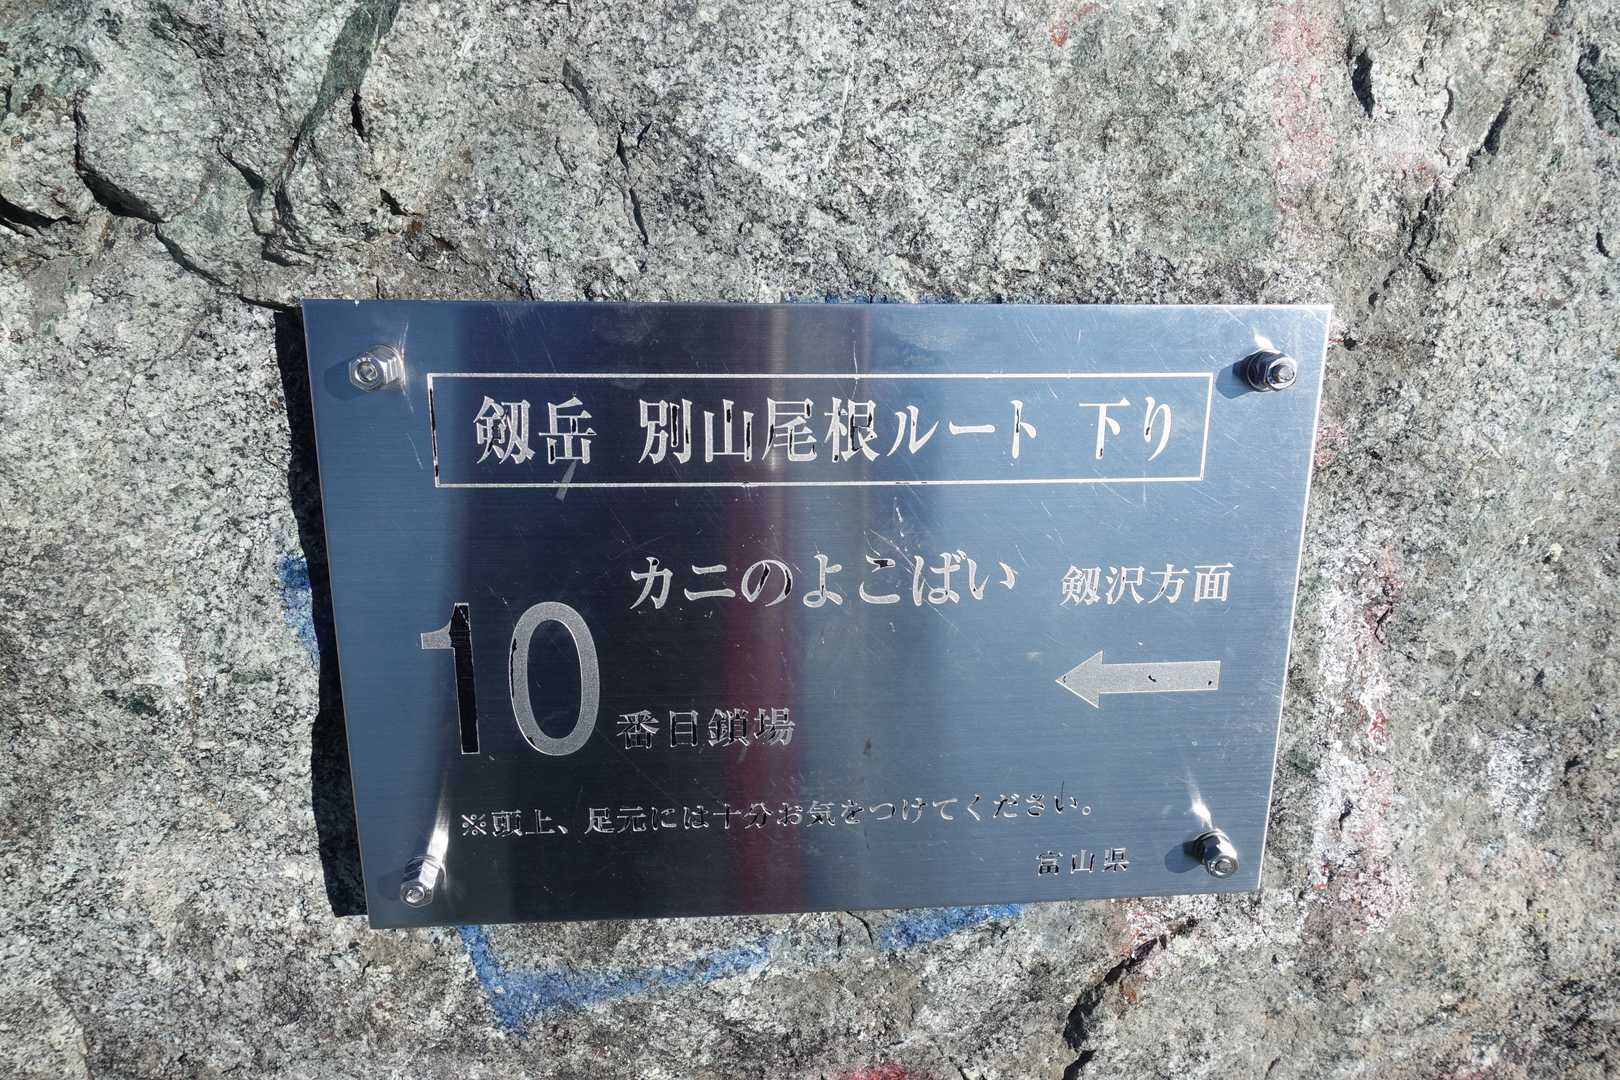 剱岳 別山尾根ルート 下り
カニのよこばい 剱沢方面
10番目鎖場
※頭上、足元には十分お気をつけてください。
富山県